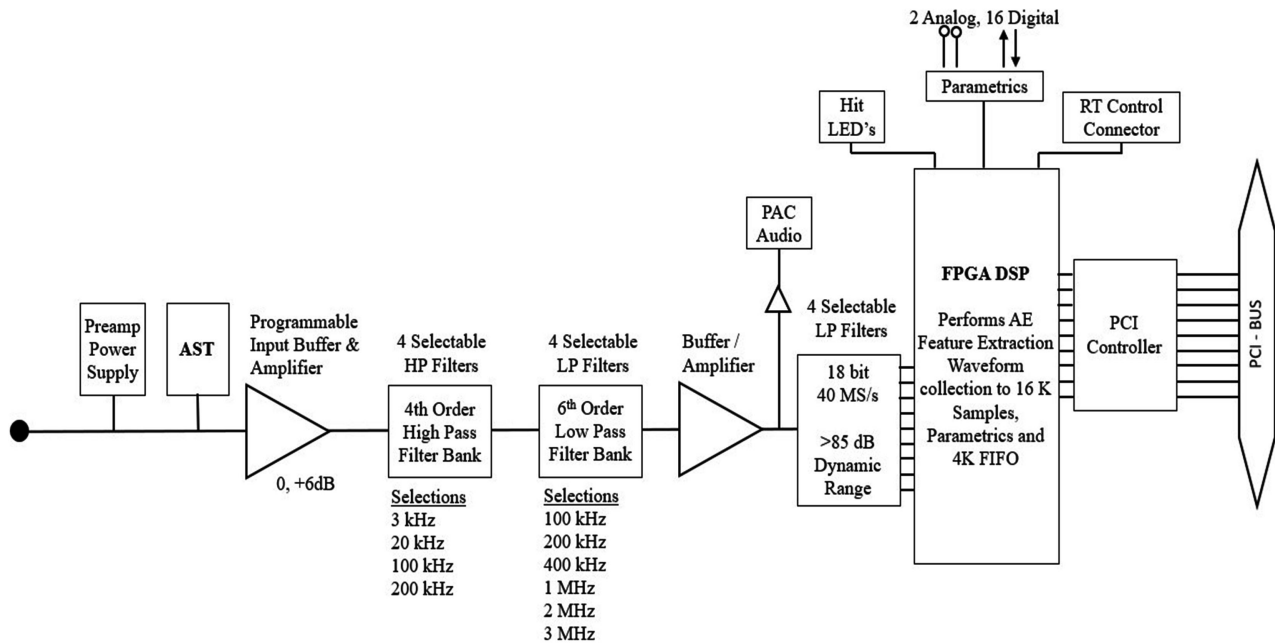 2 Analog, 16 Digital
Parametrics
Hit
LED's
RT Control
Connector
PAC
Audio
FPGA DSP
Performs AE
Feature Extraction
Waveform
collection to 16 K
Samples,
Parametrics and
4K FIFO
PCI
Controller
PCI - BUS
Preamp
Power
Supply
AST
Programmable
Input Buffer &
Amplifier
0, +6dB
4 Selectable
HP Filters
4th Order
High Pass
Filter Bank
Selections
3 kHz
20 kHz
100 kHz
200 kHz
4 Selectable
LP Filters
6th Order
Low Pass
Filter Bank
Selections
100 kHz
200 kHz
400 kHz
1 MHz
2 MHz
3 MHz
Buffer /
Amplifier
4 Selectable
LP Filters
18 bit
40 MS/s
>85 dB
Dynamic
Range